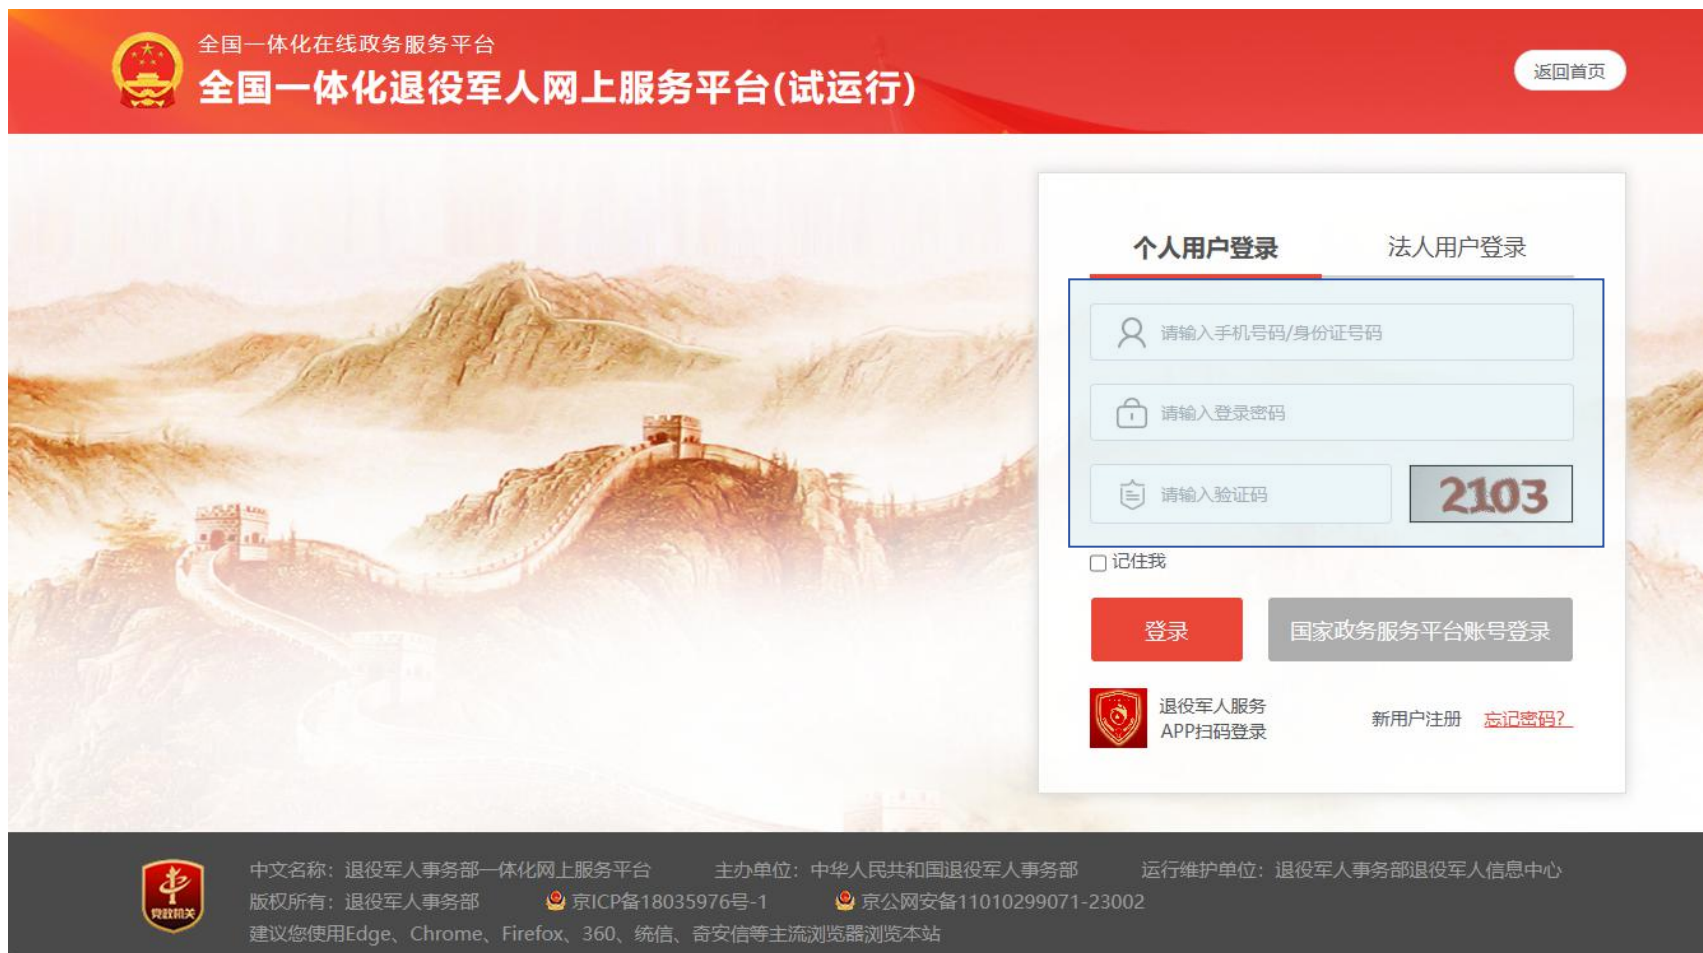 全国一体化在线政务服务平台
全国一体化退役军人网上服务平台(试运行)
返回首页
个人用户登录 法人用户登录
请输入手机号码/身份证号码
请输入登录密码
请输入验证码 2103
记住我
登录 国家政务服务平台账号登录
退役军人服务
APP扫码登录
新用户注册 忘记密码?
党政机关
中文名称：退役军人事务部一体化网上服务平台 主办单位：中华人民共和国退役军人事务部 运行维护单位：退役军人事务部退役军人信息中心
版权所有：退役军人事务部 京ICP备18035976号-1 京公网安备11010299071-23002
建议您使用Edge、Chrome、Firefox、360、统信、奇安信等主流浏览器浏览本站